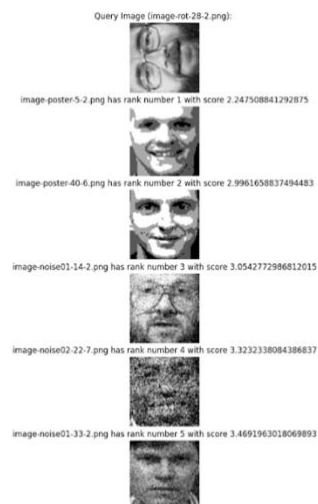 Query Image (image-rot-28-2.png):
image-poster-5-2.png has rank number 1 with score 2.247508841292875
image-poster-40-6.png has rank number 2 with score 2.9961658837494483
image-noise01-14-2.png has rank number 3 with score 3.0542772986812015
image-noise02-22-7.png has rank number 4 with score 3.3232338084386837
image-noise01-33-2.png has rank number 5 with score 3.4691963018069893